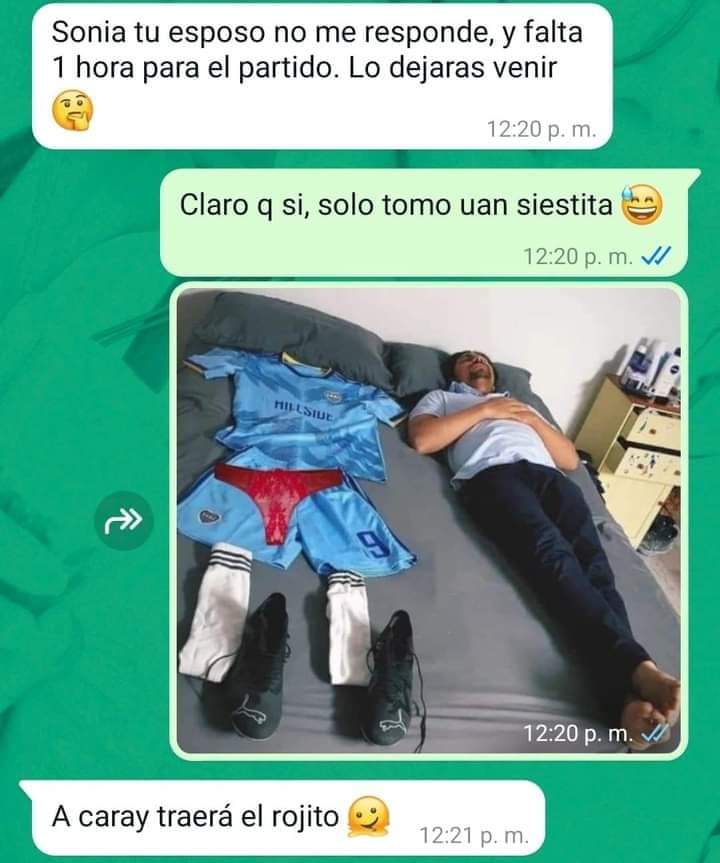 Sonia tu esposo no me responde, y falta
1 hora para el partido. Lo dejaras venir
🤔
12:20 p. m.
Claro q si, solo tomo uan siestita 😅
12:20 p. m.
HILLSIDE
9
12:20 p. m.
A caray traerá el rojito 🫠
12:21 p. m.